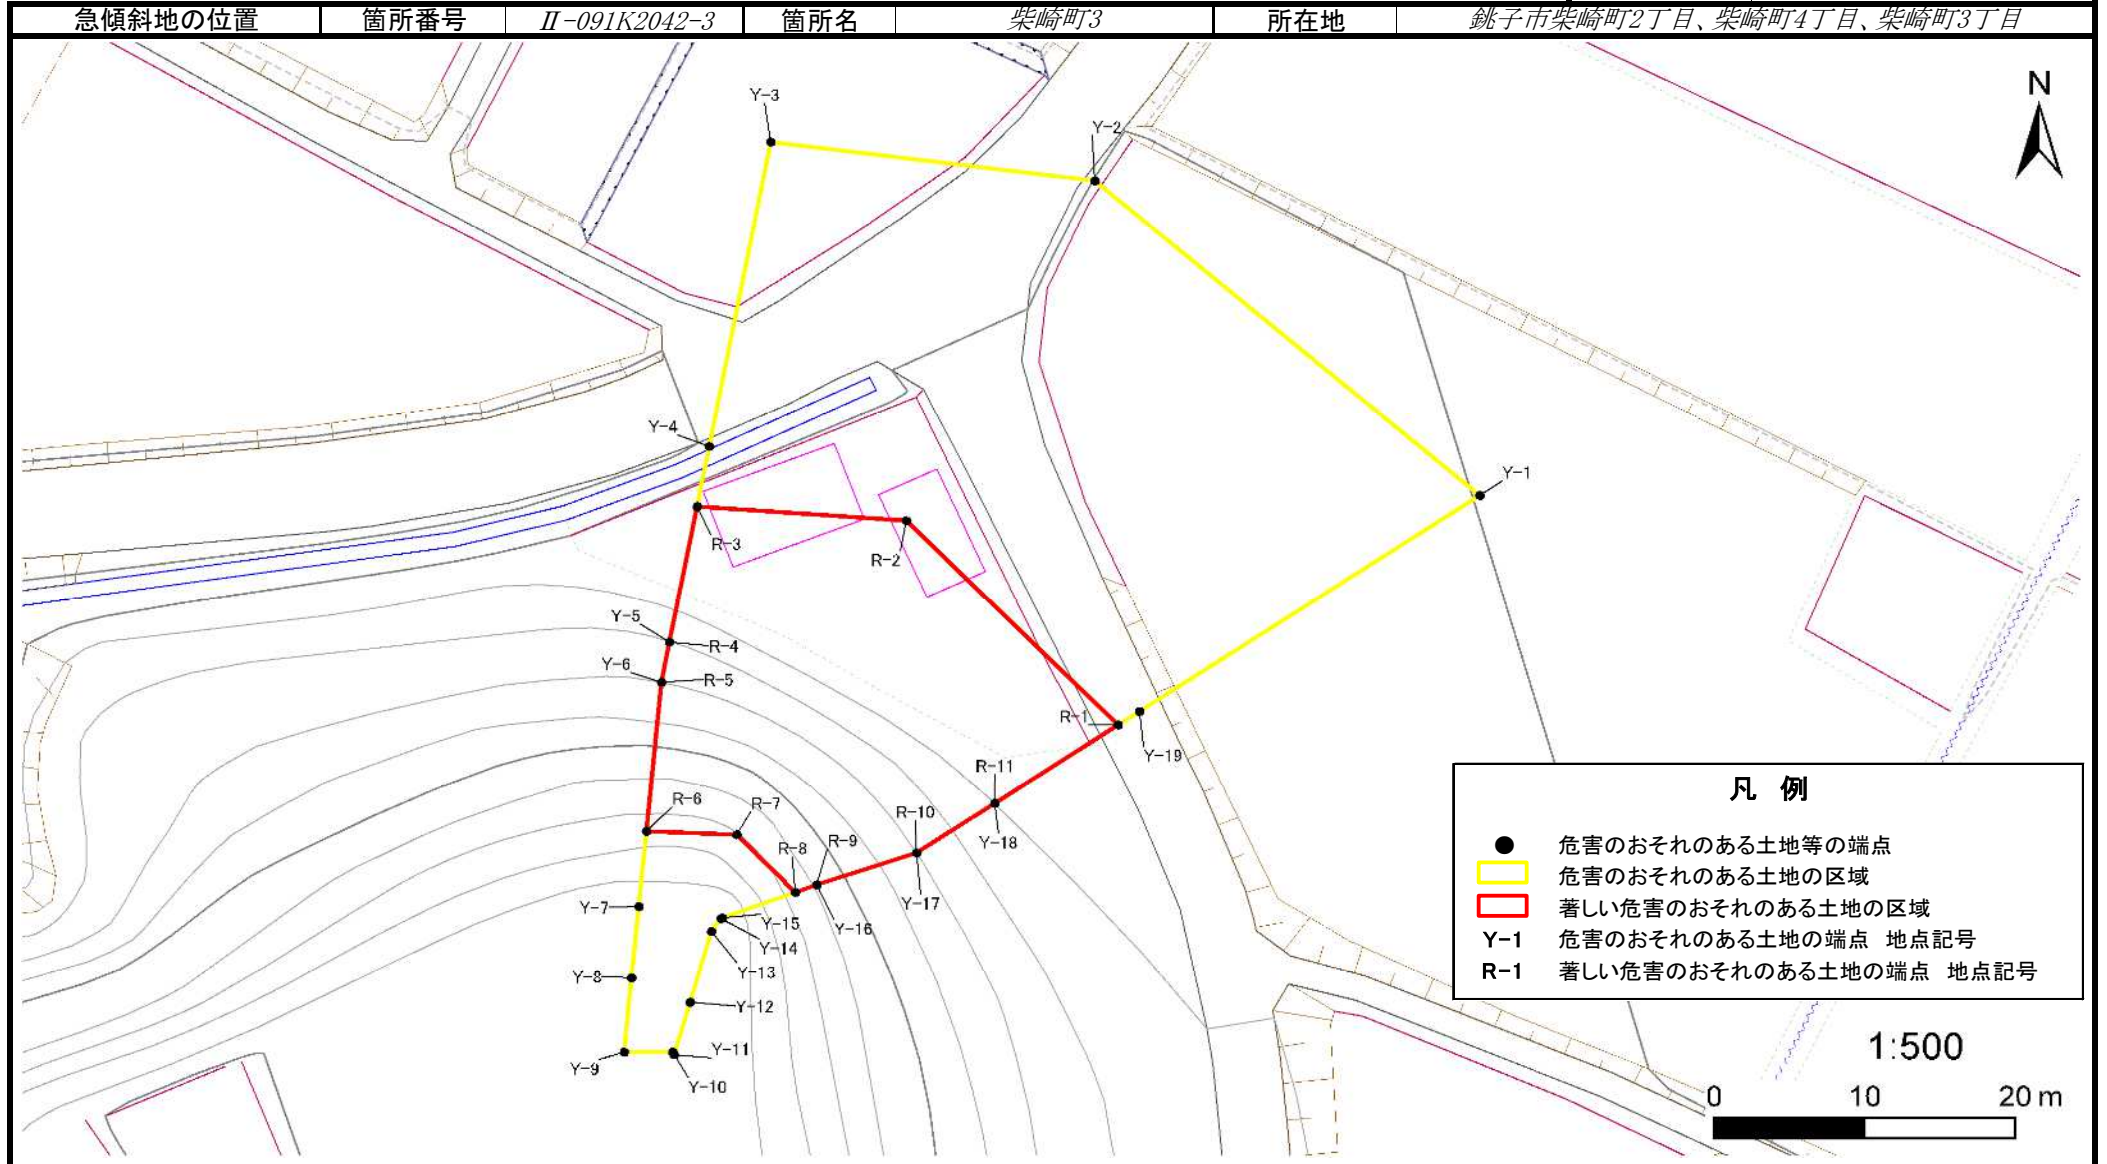 急傾斜地の位置 箇所番号 Ⅱ-091K2042-3 箇所名 柴崎町3 所在地 銚子市柴崎町2丁目、柴崎町4丁目、柴崎町3丁目
N
Y-3
Y-2
Y-4
Y-1
R-3
R-2
Y-5
R-4
Y-6
R-5
R-1
Y-19
R-11
R-6
R-7
R-10
Y-18
R-8
R-9
Y-7
Y-15
Y-16
Y-17
Y-14
Y-8
Y-13
Y-12
Y-11
Y-9
Y-10
凡 例
危害のおそれのある土地等の端点
危害のおそれのある土地の区域
著しい危害のおそれのある土地の区域
Y-1 危害のおそれのある土地の端点 地点記号
R-1 著しい危害のおそれのある土地の端点 地点記号
1:500
0 10 20 m